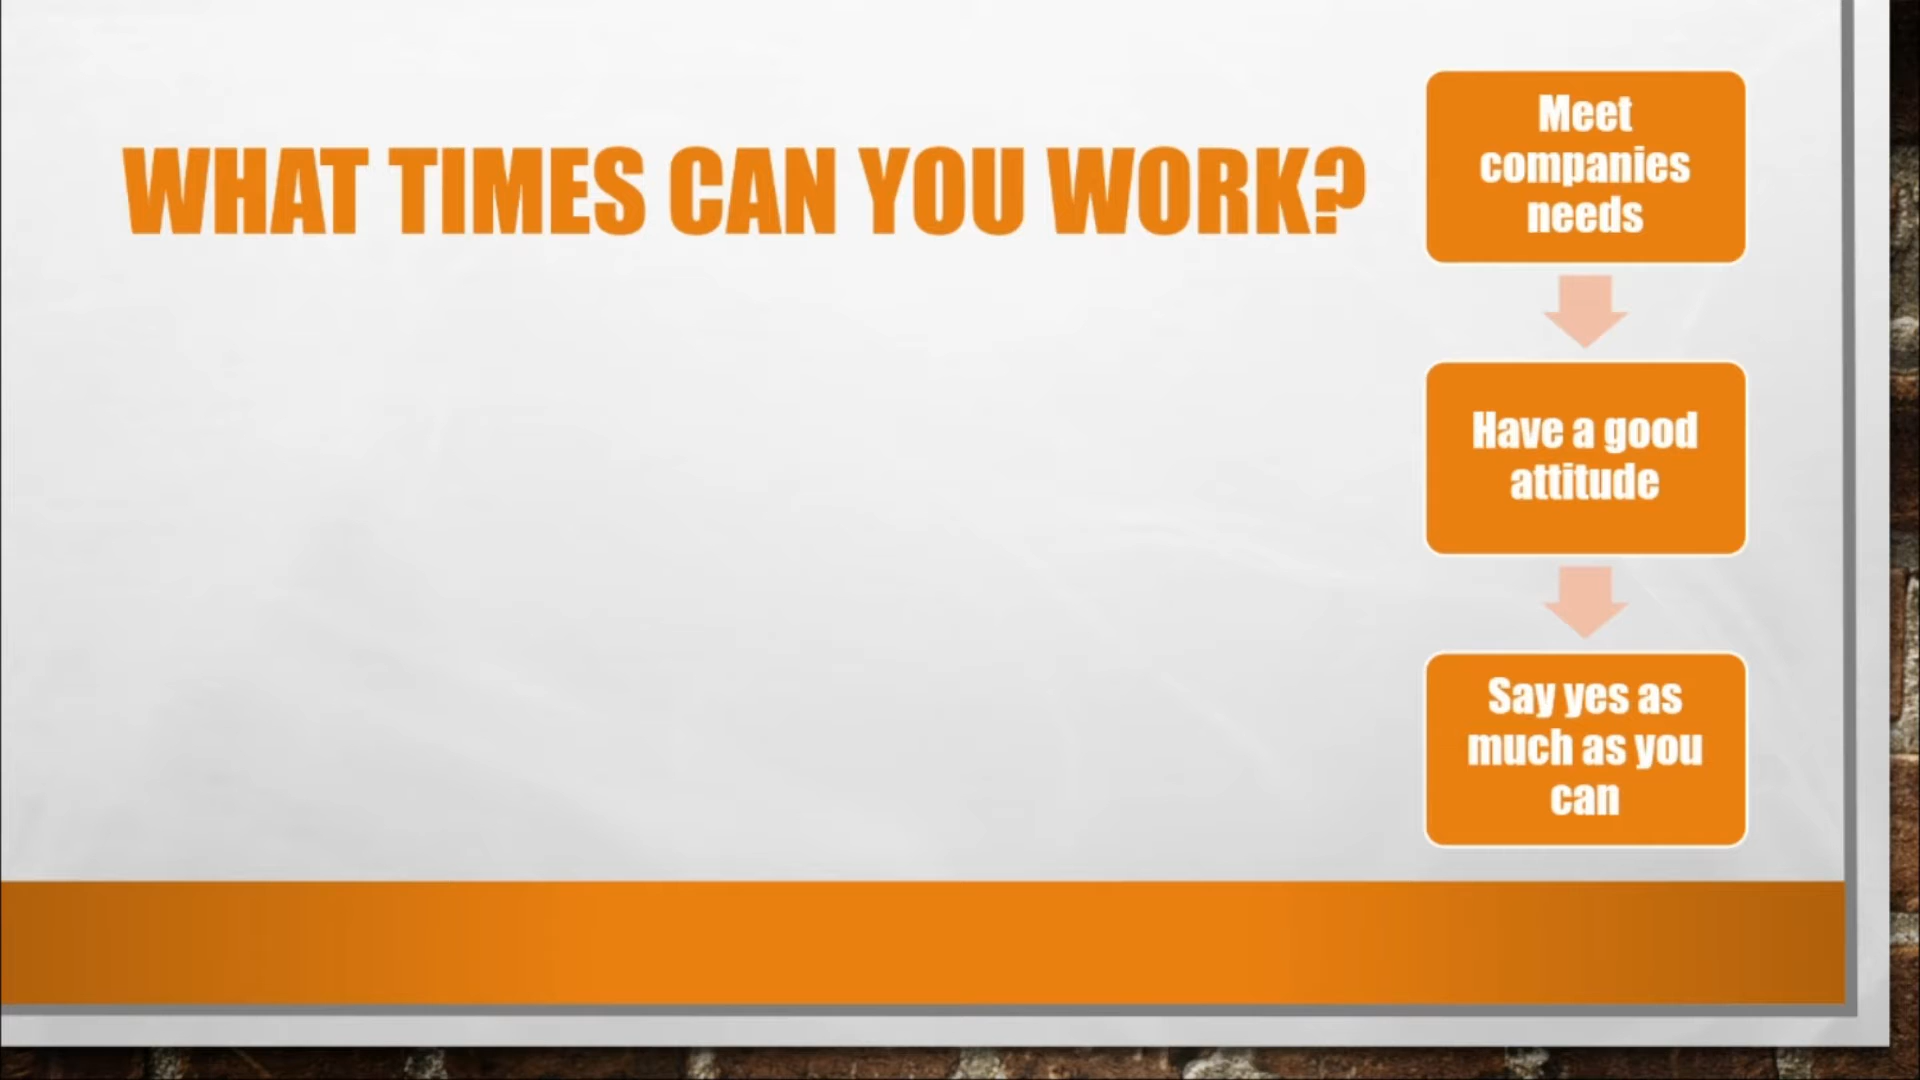 WHAT TIMES CAN YOU WORK?
Meet
companies
needs
Have a good
attitude
Say yes as
much as you
can